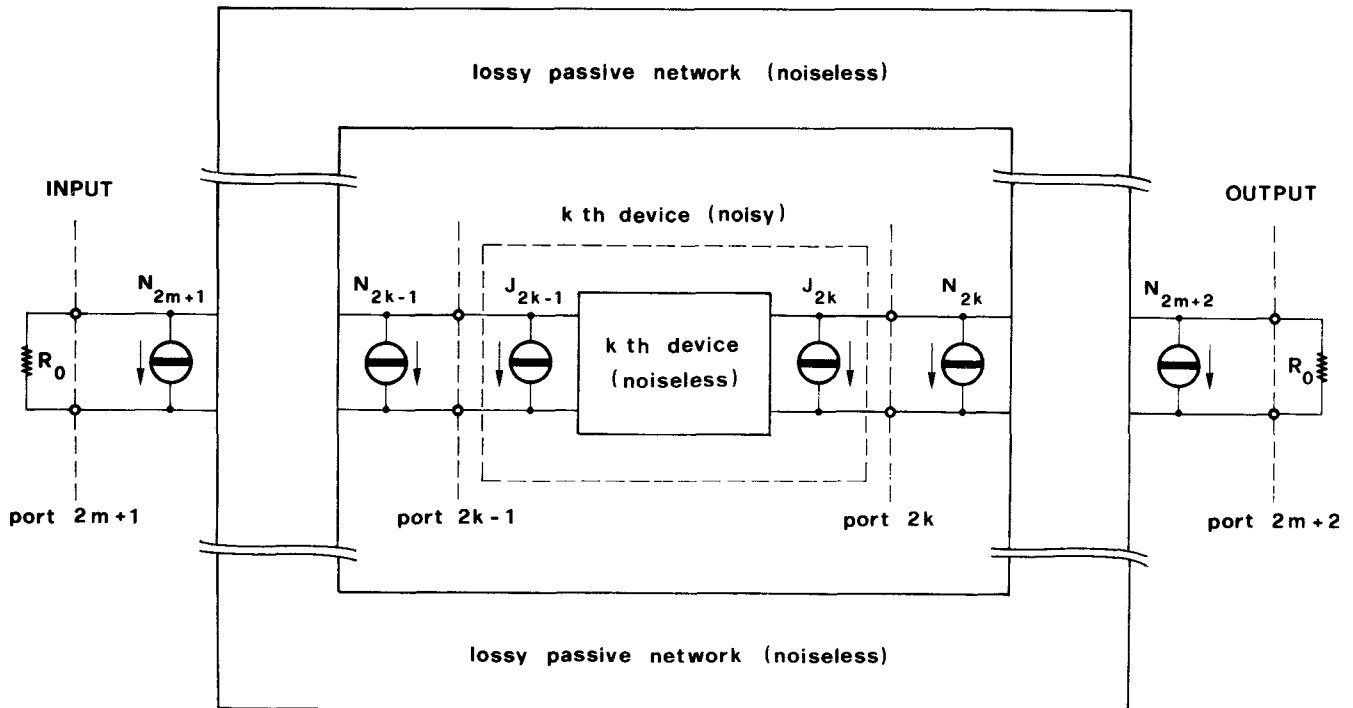 lossy passive network (noiseless)
INPUT
OUTPUT
k th device (noisy)
N2m+1
N2k-1
J2k-1
J2k
N2k
N2m+2
R0
k th device
(noiseless)
R0
port 2m+1
port 2k-1
port 2k
port 2m+2
lossy passive network (noiseless)